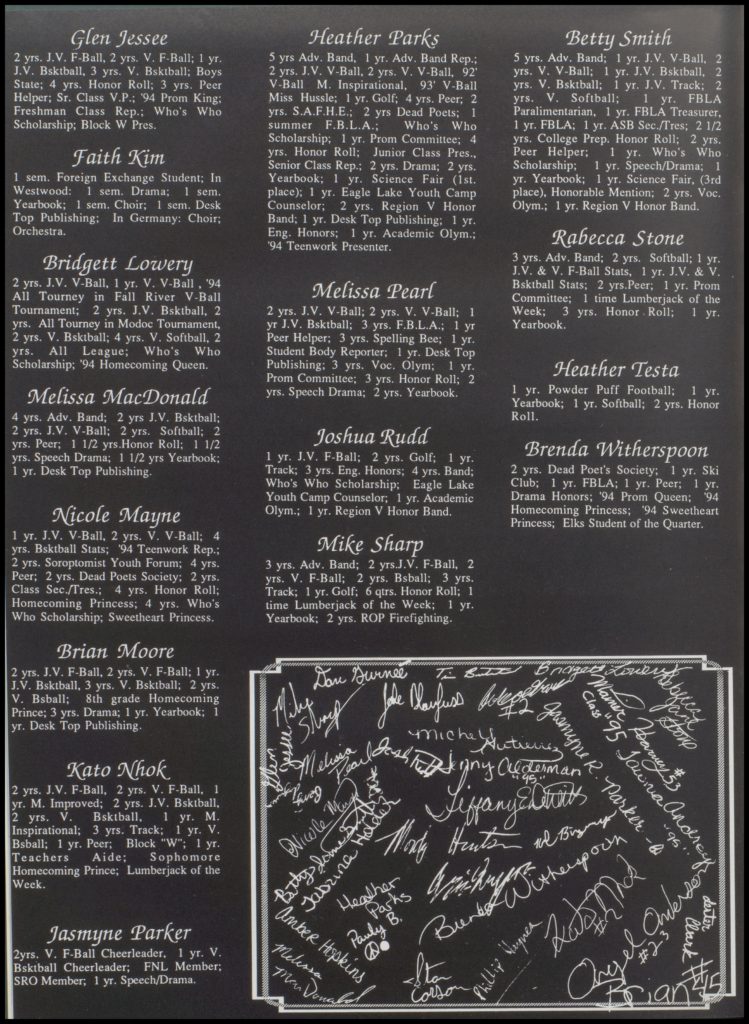 Glen Jessee
2 yrs. J.V. F-Ball, 2 yrs. V. F-Ball; 1 yr.
J.V. Bsktball, 3 yrs. V. Bsktball; Boys
State; 4 yrs. Honor Roll; 3 yrs. Peer
Helper; Sr. Class V.P.; '94 Prom King;
Freshman Class Rep.; Who's Who
Scholarship; Block W Pres.
Faith Kim
1 sem. Foreign Exchange Student; In
Westwood: 1 sem. Drama; 1 sem.
Yearbook; 1 sem. Choir; 1 sem. Desk
Top Publishing; In Germany: Choir;
Orchestra.
Bridgett Lowery
2 yrs. J.V. V-Ball, 1 yr. V. V-Ball , '94
All Tourney in Fall River V-Ball
Tournament; 2 yrs. J.V. Bsktball, 2
yrs. All Tourney in Modoc Tournament,
2 yrs. V. Bsktball; 4 yrs. V. Softball, 2
yrs. All League; Who's Who
Scholarship; '94 Homecoming Queen.
Melissa MacDonald
4 yrs. Adv. Band; 2 yrs J.V. Bsktball;
2 yrs. J.V. V-Ball; 2 yrs. Softball; 2
yrs. Peer; 1 1/2 yrs.Honor Roll; 1 1/2
yrs. Speech Drama; 1 1/2 yrs Yearbook;
1 yr. Desk Top Publishing.
Nicole Mayne
1 yr. J.V. V-Ball, 2 yrs. V. V-Ball; 4
yrs. Bsktball Stats; '94 Teenwork Rep.;
2 yrs. Soroptomist Youth Forum; 4 yrs.
Peer; 2 yrs. Dead Poets Society; 2 yrs.
Class Sec./Tres.; 4 yrs. Honor Roll;
Homecoming Princess; 4 yrs. Who's
Who Scholarship; Sweetheart Princess.
Brian Moore
2 yrs. J.V. F-Ball, 2 yrs. V. F-Ball; 1 yr.
J.V. Bsktball, 3 yrs. V. Bsktball; 2 yrs.
V. Bsball; 8th grade Homecoming
Prince; 3 yrs. Drama; 1 yr. Yearbook; 1
yr. Desk Top Publishing.
Kato Nhok
2 yrs. J.V. F-Ball, 2 yrs. V. F-Ball, 1
yr. M. Improved; 2 yrs. J.V. Bsktball,
2 yrs. V. Bsktball, 1 yr. M.
Inspirational; 3 yrs. Track; 1 yr. V.
Bsball; 1 yr. Peer; Block "W"; 1 yr.
Teachers Aide; Sophomore
Homecoming Prince; Lumberjack of the
Week.
Jasmyne Parker
2yrs. V. F-Ball Cheerleader, 1 yr. V.
Bsktball Cheerleader; FNL Member;
SRO Member; 1 yr. Speech/Drama.
Heather Parks
5 yrs Adv. Band, 1 yr. Adv. Band Rep.;
2 yrs. J.V. V-Ball, 2 yrs. V. V-Ball, 92'
V-Ball M. Inspirational, 93' V-Ball
Miss Hussle; 1 yr. Golf; 4 yrs. Peer; 2
yrs. S.A.F.H.E.; 2 yrs Dead Poets; 1
summer F.B.L.A.; Who's Who
Scholarship; 1 yr. Prom Committee; 4
yrs. Honor Roll; Junior Class Pres.,
Senior Class Rep.; 2 yrs. Drama; 2 yrs.
Yearbook; 1 yr. Science Fair (1st.
place); 1 yr. Eagle Lake Youth Camp
Counselor; 2 yrs. Region V Honor
Band; 1 yr. Desk Top Publishing; 1 yr.
Eng. Honors; 1 yr. Academic Olym.;
'94 Teenwork Presenter.
Melissa Pearl
2 yrs. J.V. V-Ball; 2 yrs. V. V-Ball; 1
yr J.V. Bsktball; 3 yrs. F.B.L.A.; 1 yr
Peer Helper; 3 yrs. Spelling Bee; 1 yr.
Student Body Reporter; 1 yr. Desk Top
Publishing; 3 yrs. Voc. Olym; 1 yr.
Prom Committee; 3 yrs. Honor Roll; 2
yrs. Speech Drama; 2 yrs. Yearbook.
Joshua Rudd
1 yr. J.V. F-Ball; 2 yrs. Golf; 1 yr.
Track; 3 yrs. Eng. Honors; 4 yrs. Band;
Who's Who Scholarship; Eagle Lake
Youth Camp Counselor; 1 yr. Academic
Olym.; 1 yr. Region V Honor Band.
Mike Sharp
3 yrs. Adv. Band; 2 yrs.J.V. F-Ball, 2
yrs. V. F-Ball; 2 yrs. Bsball; 3 yrs.
Track; 1 yr. Golf; 6 qtrs. Honor Roll; 1
time Lumberjack of the Week; 1 yr.
Yearbook; 2 yrs. ROP Firefighting.
Betty Smith
5 yrs. Adv. Band; 1 yr. J.V. V-Ball, 2
yrs. V. V-Ball; 1 yr. J.V. Bsktball, 2
yrs. V. Bsktball; 1 yr. J.V. Track; 2
yrs. V. Softball; 1 yr. FBLA
Paralimentarian, 1 yr. FBLA Treasurer,
1 yr. FBLA; 1 yr. ASB Sec./Tres; 2 1/2
yrs. College Prep. Honor Roll; 2 yrs.
Peer Helper; 1 yr. Who's Who
Scholarship; 1 yr. Speech/Drama; 1
yr. Yearbook; 1 yr. Science Fair, (3rd
place), Honorable Mention; 2 yrs. Voc.
Olym.; 1 yr. Region V Honor Band.
Rabecca Stone
3 yrs. Adv. Band; 2 yrs. Softball; 1 yr.
J.V. & V. F-Ball Stats, 1 yr. J.V. & V.
Bsktball Stats; 2 yrs.Peer; 1 yr. Prom
Committee; 1 time Lumberjack of the
Week; 3 yrs. Honor Roll; 1 yr.
Yearbook.
Heather Testa
1 yr. Powder Puff Football; 1 yr.
Yearbook; 1 yr. Softball; 2 yrs. Honor
Roll.
Brenda Witherspoon
2 yrs. Dead Poet's Society; 1 yr. Ski
Club; 1 yr. FBLA; 1 yr. Peer; 1 yr.
Drama Honors; '94 Prom Queen; '94
Homecoming Princess; '94 Sweetheart
Princess; Elks Student of the Quarter.
Mike Sharp
Michelle Gutierrez
Melissa Pearl
Jenny Alderman
"95"
Class '95
#2
Jasmyne R. Parker
Harvey #53
Nicole Mayne
Tiffany
Betty Smith
Sabrina Holden
Heather Parks
Pauly B.
Brenda Witherspoon
Amber Hopkins
Melissa MacDonald
Stan Carson
Angel
#23
Brian #45